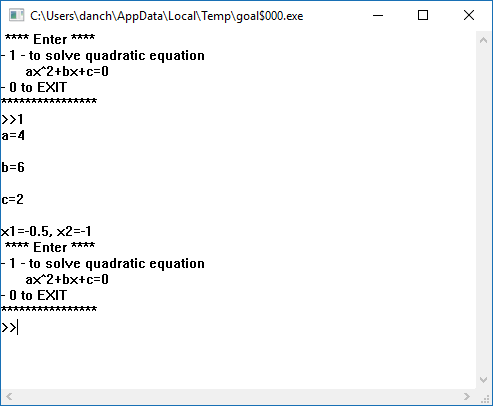 C:\Users\danch\AppData\Local\Temp\goal$000.exe
**** Enter ****
- 1 - to solve quadratic equation
ax^2+bx+c=0
- 0 to EXIT
****************
>>1
a=4
b=6
c=2
x1=-0.5, x2=-1
**** Enter ****
- 1 - to solve quadratic equation
ax^2+bx+c=0
- 0 to EXIT
****************
>>